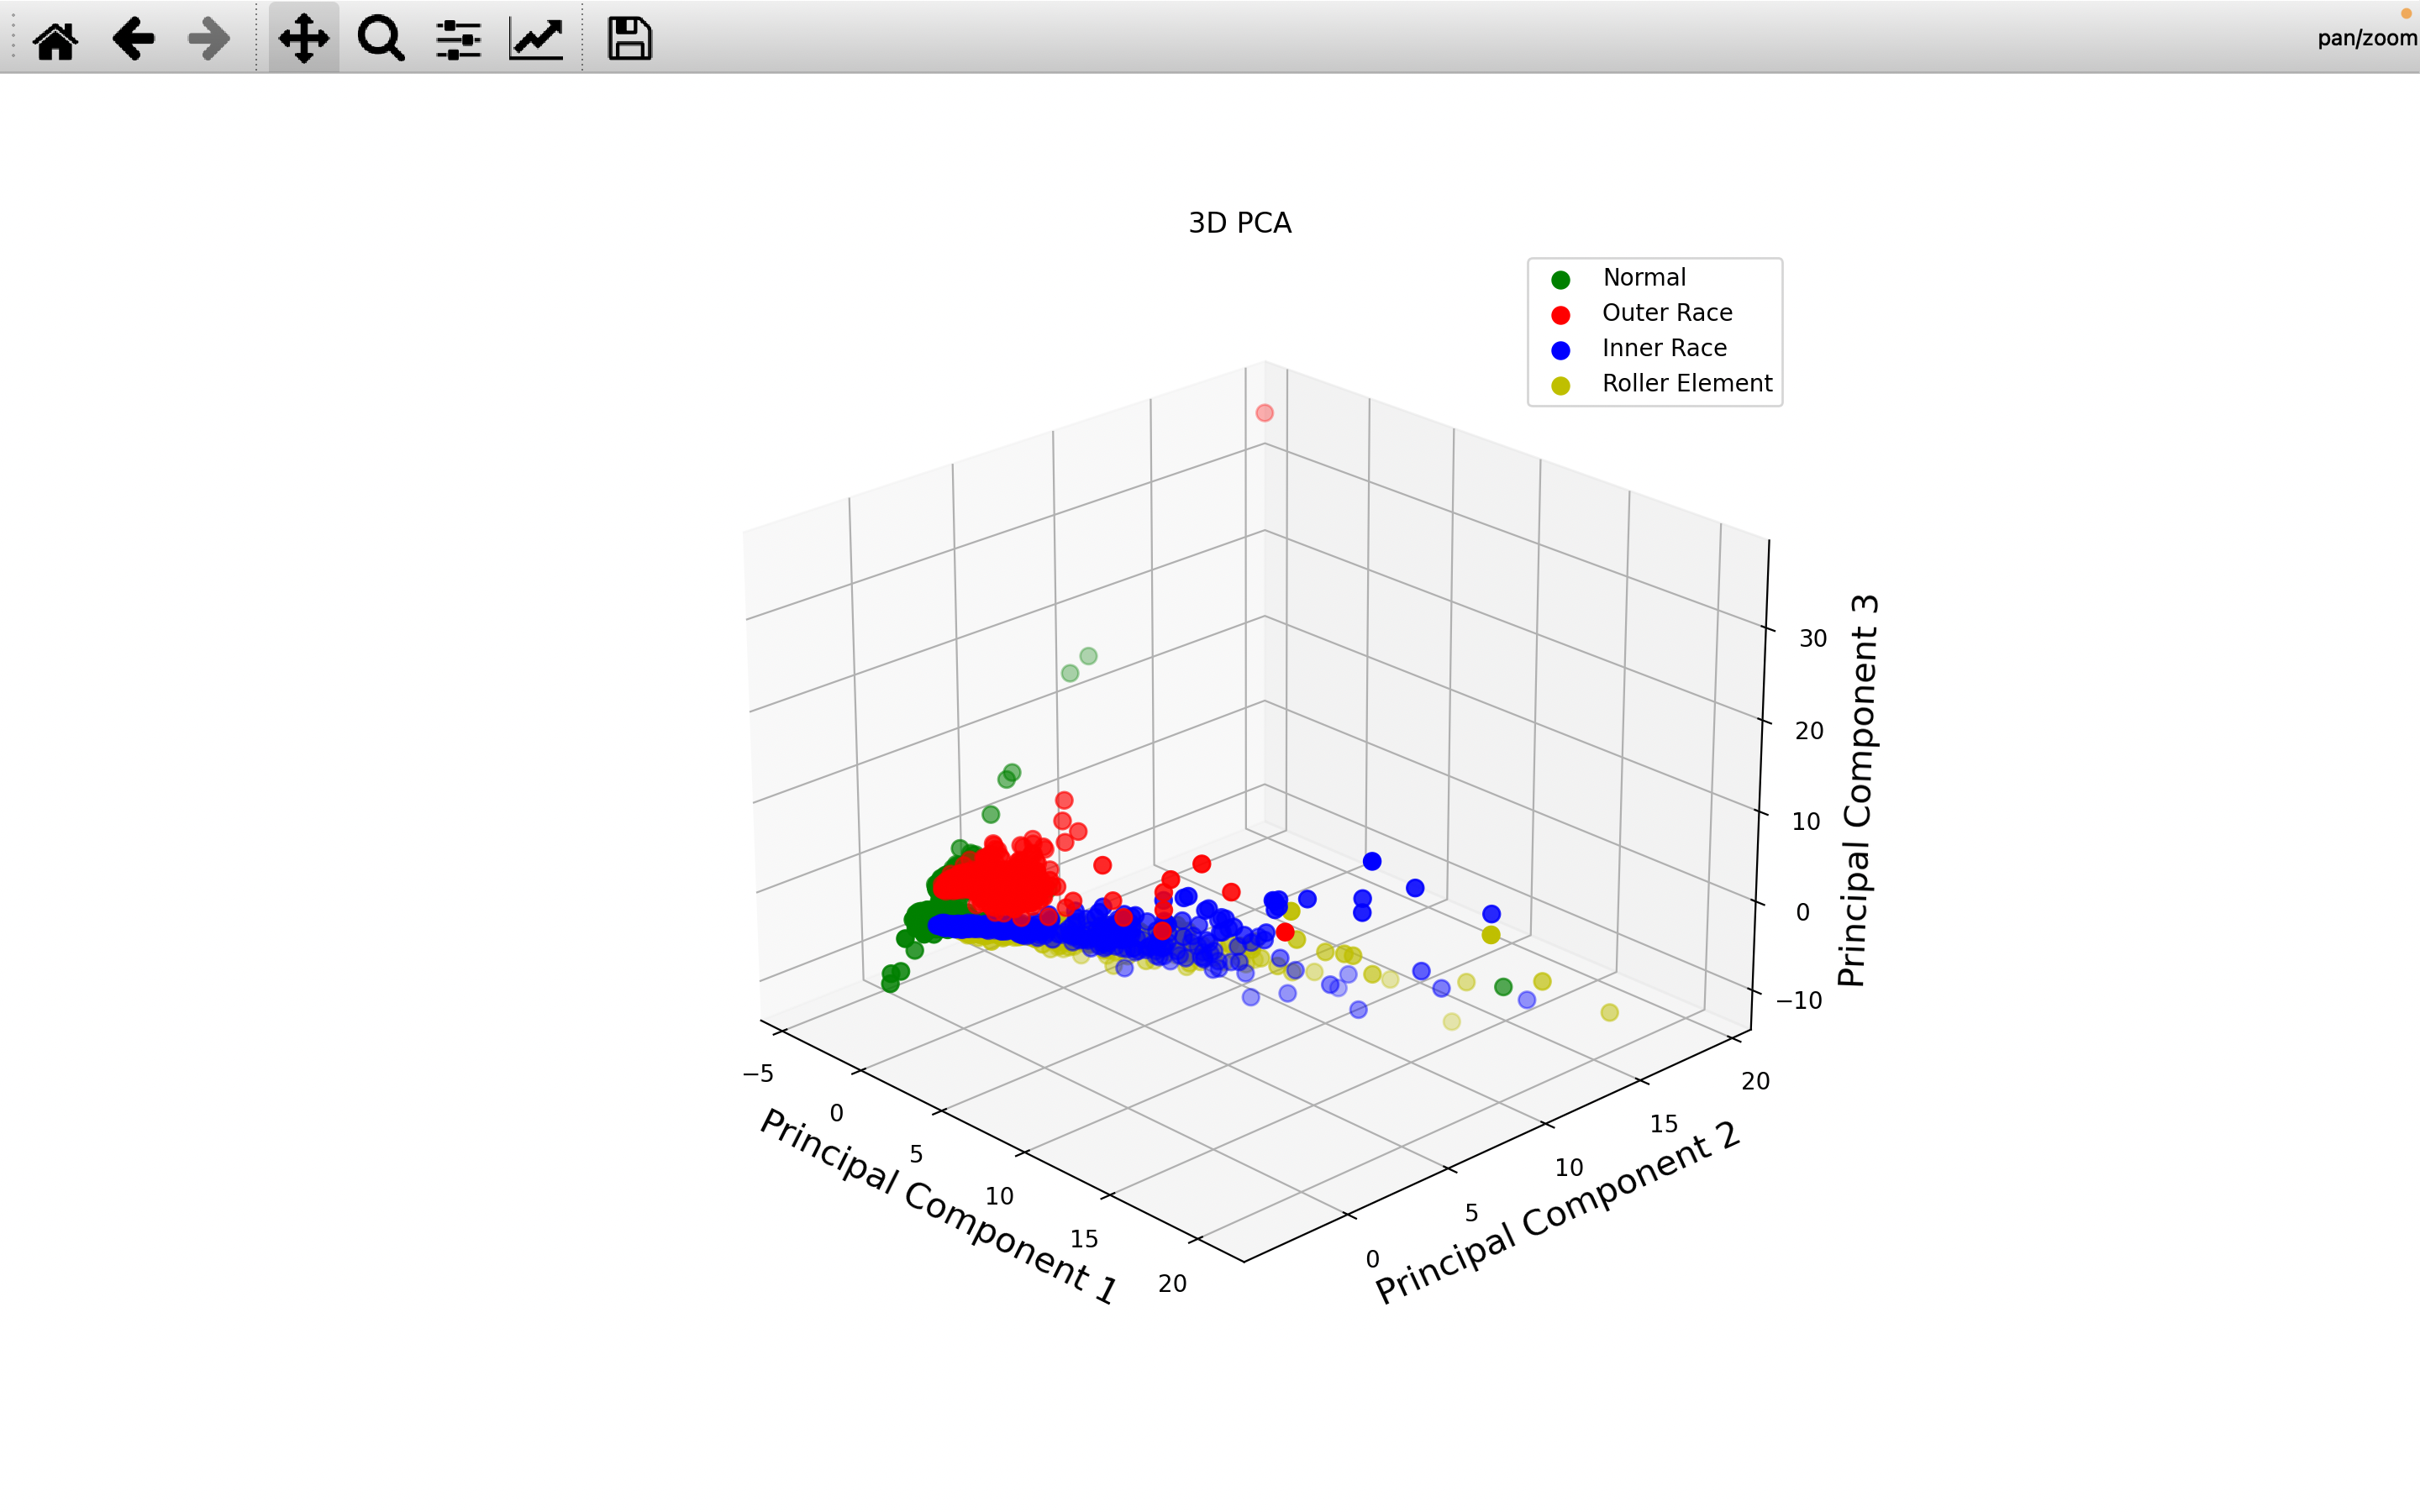 pan/zoom
3D PCA
Normal
Outer Race
Inner Race
Roller Element
30
20
10
0
−10
Principal Component 3
−5
0
5
10
15
20
Principal Component 1
0
5
10
15
20
Principal Component 2